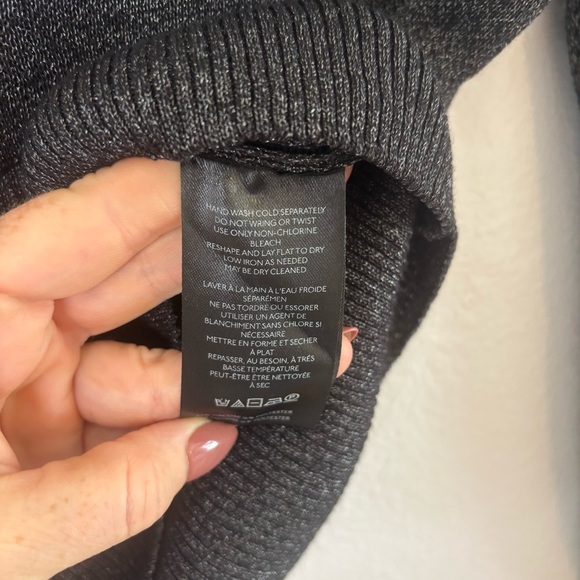 HAND WASH COLD SEPARATELY
DO NOT WRING OR TWIST
USE ONLY NON-CHLORINE
BLEACH
RESHAPE AND LAY FLAT TO DRY
LOW IRON AS NEEDED
MAY BE DRY CLEANED
LAVER À LA MAIN À L'EAU FROIDE
SÉPARÉMEN
NE PAS TORDRE OU ESSORER
UTILISER UN AGENT DE
BLANCHIMENT SANS CHLORE SI
NÉCESSAIRE
METTRE EN FORME ET SECHER
À PLAT
REPASSER, AU BESOIN, À TRÉS
BASSE TEMPÉRATURE
PEUT-ÊTRE ÊTRE NETTOYÉE
À SEC